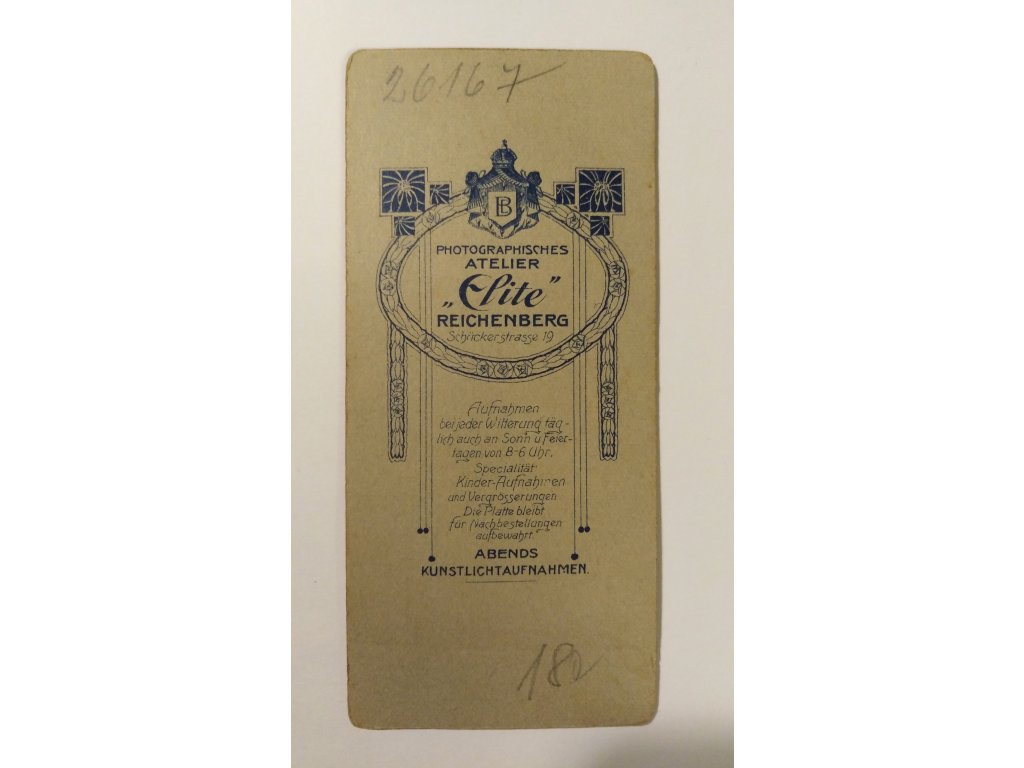 26167
EB
PHOTOGRAPHISCHES
ATELIER
„Elite”
REICHENBERG
Schückerstrasse 19
Aufnahmen
bei jeder Witterung täg-
lich auch an Sonn u. Feier-
tagen von 8-6 Uhr.
Specialität
Kinder-Aufnahmen
und Vergrösserungen
Die Platte bleibt
für Nachbestellungen
aufbewahrt
ABENDS
KUNSTLICHTAUFNAHMEN.
182